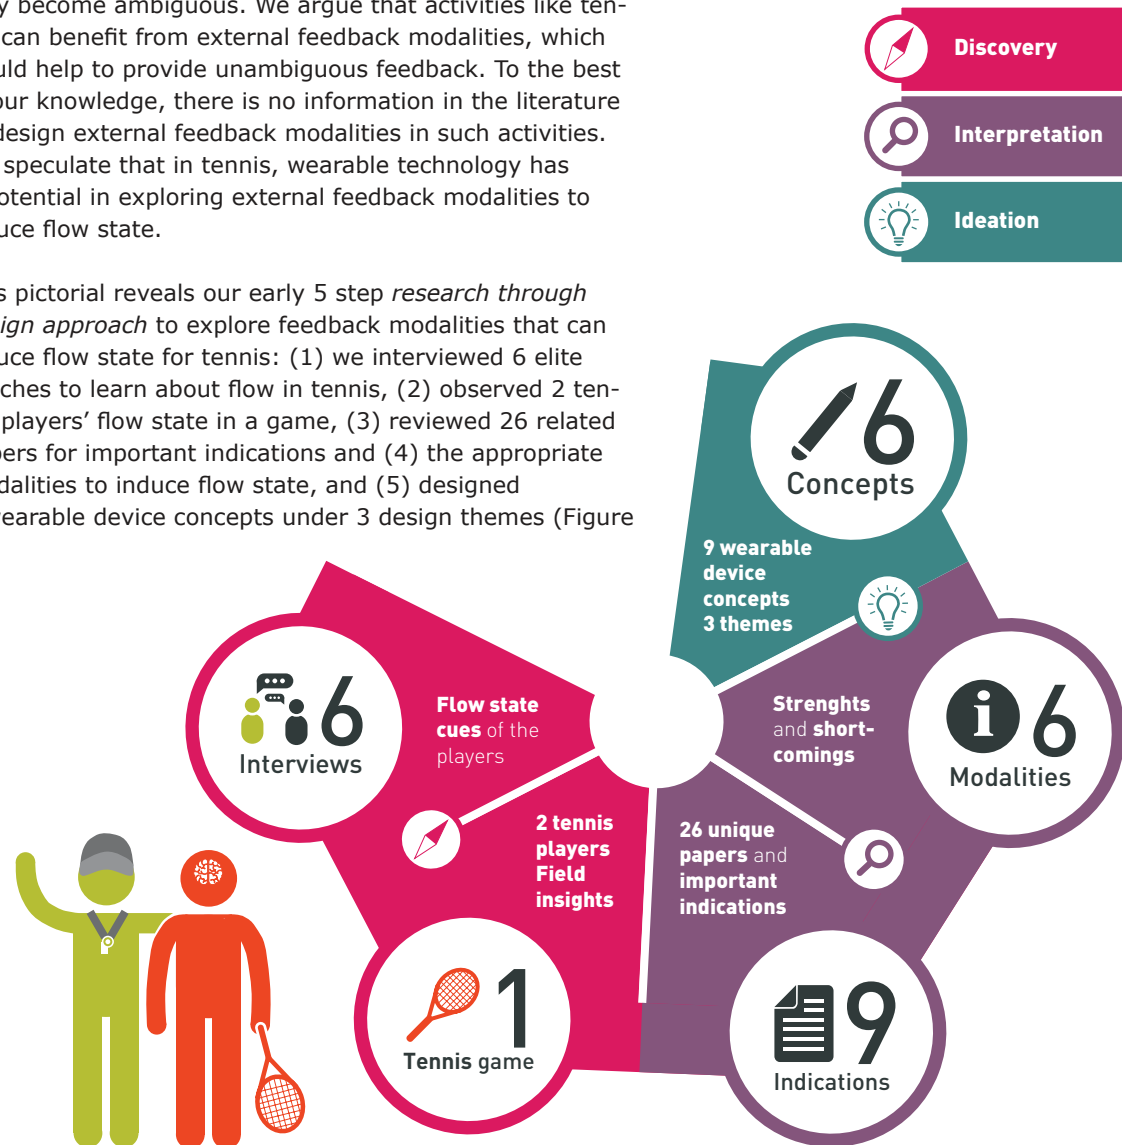 y become ambiguous. We argue that activities like ten-
can benefit from external feedback modalities, which
uld help to provide unambiguous feedback. To the best
our knowledge, there is no information in the literature
design external feedback modalities in such activities.
speculate that in tennis, wearable technology has
otential in exploring external feedback modalities to
uce flow state.
s pictorial reveals our early 5 step research through
ign approach to explore feedback modalities that can
uce flow state for tennis: (1) we interviewed 6 elite
ches to learn about flow in tennis, (2) observed 2 ten-
players’ flow state in a game, (3) reviewed 26 related
pers for important indications and (4) the appropriate
dalities to induce flow state, and (5) designed
wearable device concepts under 3 design themes (Figure
Discovery
Interpretation
Ideation
6
Concepts
9 wearable
device
concepts
3 themes
6
Interviews
Flow state
cues of the
players
Strenghts
and short-
comings
6
Modalities
2 tennis
players
Field
insights
26 unique
papers and
important
indications
1
Tennis game
9
Indications